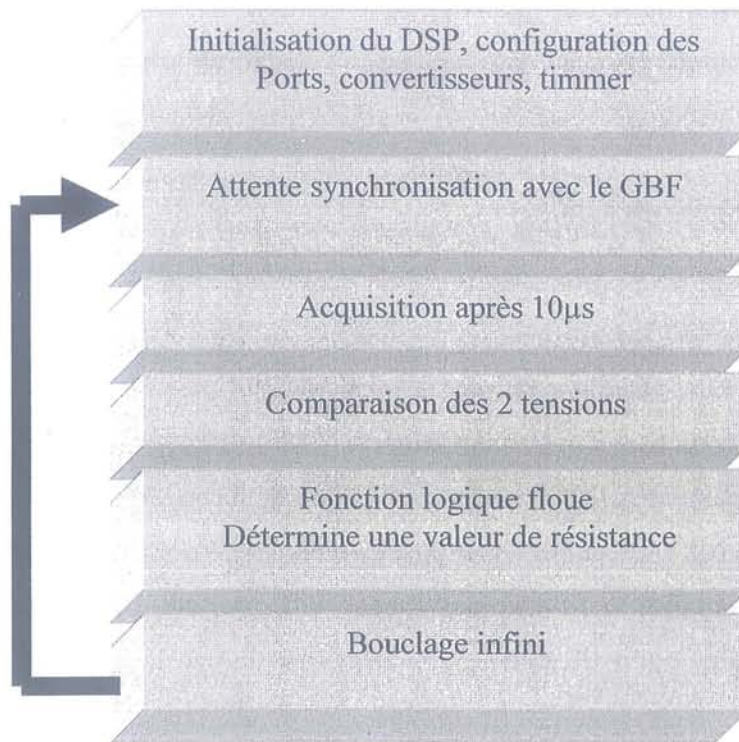 Initialisation du DSP, configuration des
Ports, convertisseurs, timmer
Attente synchronisation avec le GBF
Acquisition après 10µs
Comparaison des 2 tensions
Fonction logique floue
Détermine une valeur de résistance
Bouclage infini